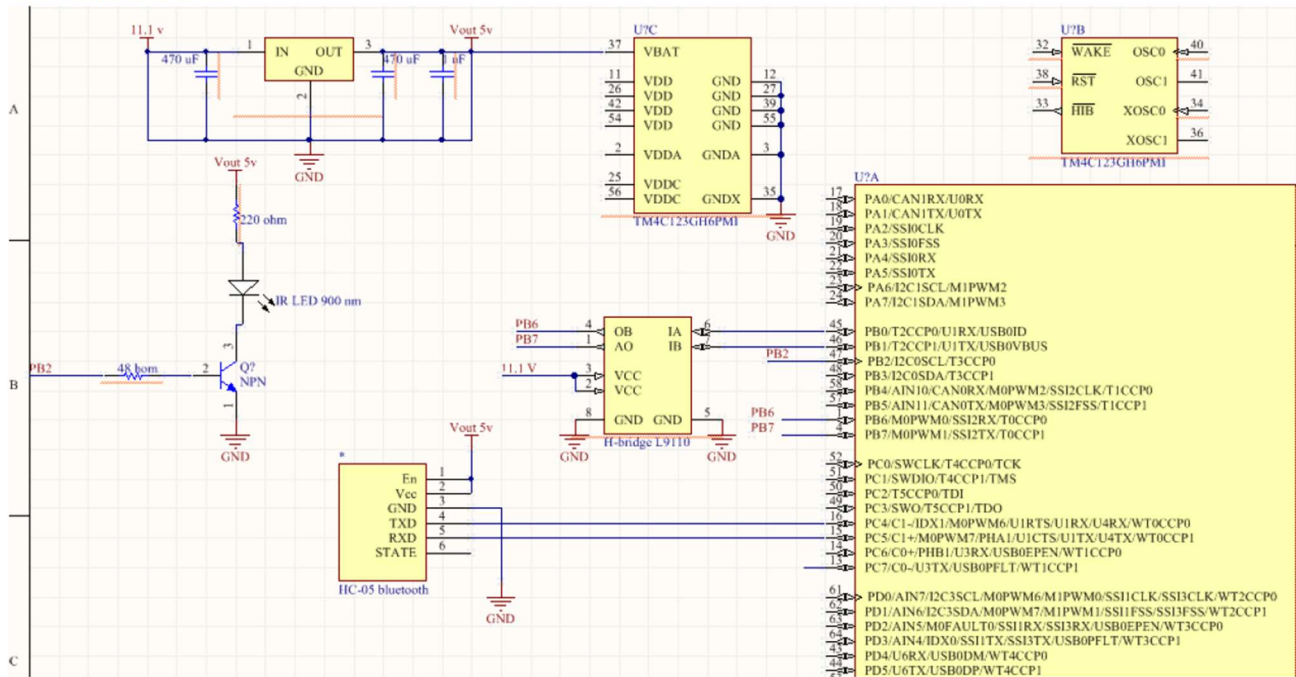 11.1 v
1
IN
OUT
3
GND
2
470 uF
470 uF
1 uF
Vout 5v
GND
U?C
37
VBAT
11
VDD
GND
12
26
VDD
GND
27
42
VDD
GND
39
54
VDD
GND
55
2
VDDA
GNDA
3
25
VDDC
56
VDDC
GNDX
35
TM4C123GH6PMI
GND
U?B
32
WAKE
OSC0
40
38
RST
OSC1
41
33
HIB
XOSC0
34
XOSC1
36
TM4C123GH6PMI
A
B
C
Vout 5v
220 ohm
IR LED 900 nm
3
Q?
NPN
2
1
PB2
48 hom
GND
PB6
4
OB
IA
6
PB7
1
AO
IB
7
11.1 V
3
VCC
2
VCC
8
GND
GND
5
H-bridge L9110
GND
GND
Vout 5v
*
En
1
Vcc
2
GND
3
TXD
4
RXD
5
STATE
6
HC-05 bluetooth
GND
U?A
17
PA0/CAN1RX/U0RX
18
PA1/CAN1TX/U0TX
19
PA2/SSI0CLK
20
PA3/SSI0FSS
21
PA4/SSI0RX
22
PA5/SSI0TX
23
PA6/I2C1SCL/M1PWM2
24
PA7/I2C1SDA/M1PWM3
45
PB0/T2CCP0/U1RX/USB0ID
46
PB1/T2CCP1/U1TX/USB0VBUS
PB2
47
PB2/I2C0SCL/T3CCP0
48
PB3/I2C0SDA/T3CCP1
58
PB4/AIN10/CAN0RX/M0PWM2/SSI2CLK/T1CCP0
57
PB5/AIN11/CAN0TX/M0PWM3/SSI2FSS/T1CCP1
PB6
1
PB6/M0PWM0/SSI2RX/T0CCP0
PB7
4
PB7/M0PWM1/SSI2TX/T0CCP1
52
PC0/SWCLK/T4CCP0/TCK
51
PC1/SWDIO/T4CCP1/TMS
50
PC2/T5CCP0/TDI
49
PC3/SWO/T5CCP1/TDO
16
PC4/C1-/IDX1/M0PWM6/U1RTS/U1RX/U4RX/WT0CCP0
15
PC5/C1+/M0PWM7/PHA1/U1CTS/U1TX/U4TX/WT0CCP1
14
PC6/C0+/PHB1/U3RX/USB0EPEN/WT1CCP0
13
PC7/C0-/U3TX/USB0PFLT/WT1CCP1
61
PD0/AIN7/I2C3SCL/M0PWM6/M1PWM0/SSI1CLK/SSI3CLK/WT2CCP0
62
PD1/AIN6/I2C3SDA/M0PWM7/M1PWM1/SSI1FSS/SSI3FSS/WT2CCP1
63
PD2/AIN5/M0FAULT0/SSI1RX/SSI3RX/USB0EPEN/WT3CCP0
64
PD3/AIN4/IDX0/SSI1TX/SSI3TX/USB0PFLT/WT3CCP1
43
PD4/U6RX/USB0DM/WT4CCP0
44
PD5/U6TX/USB0DP/WT4CCP1